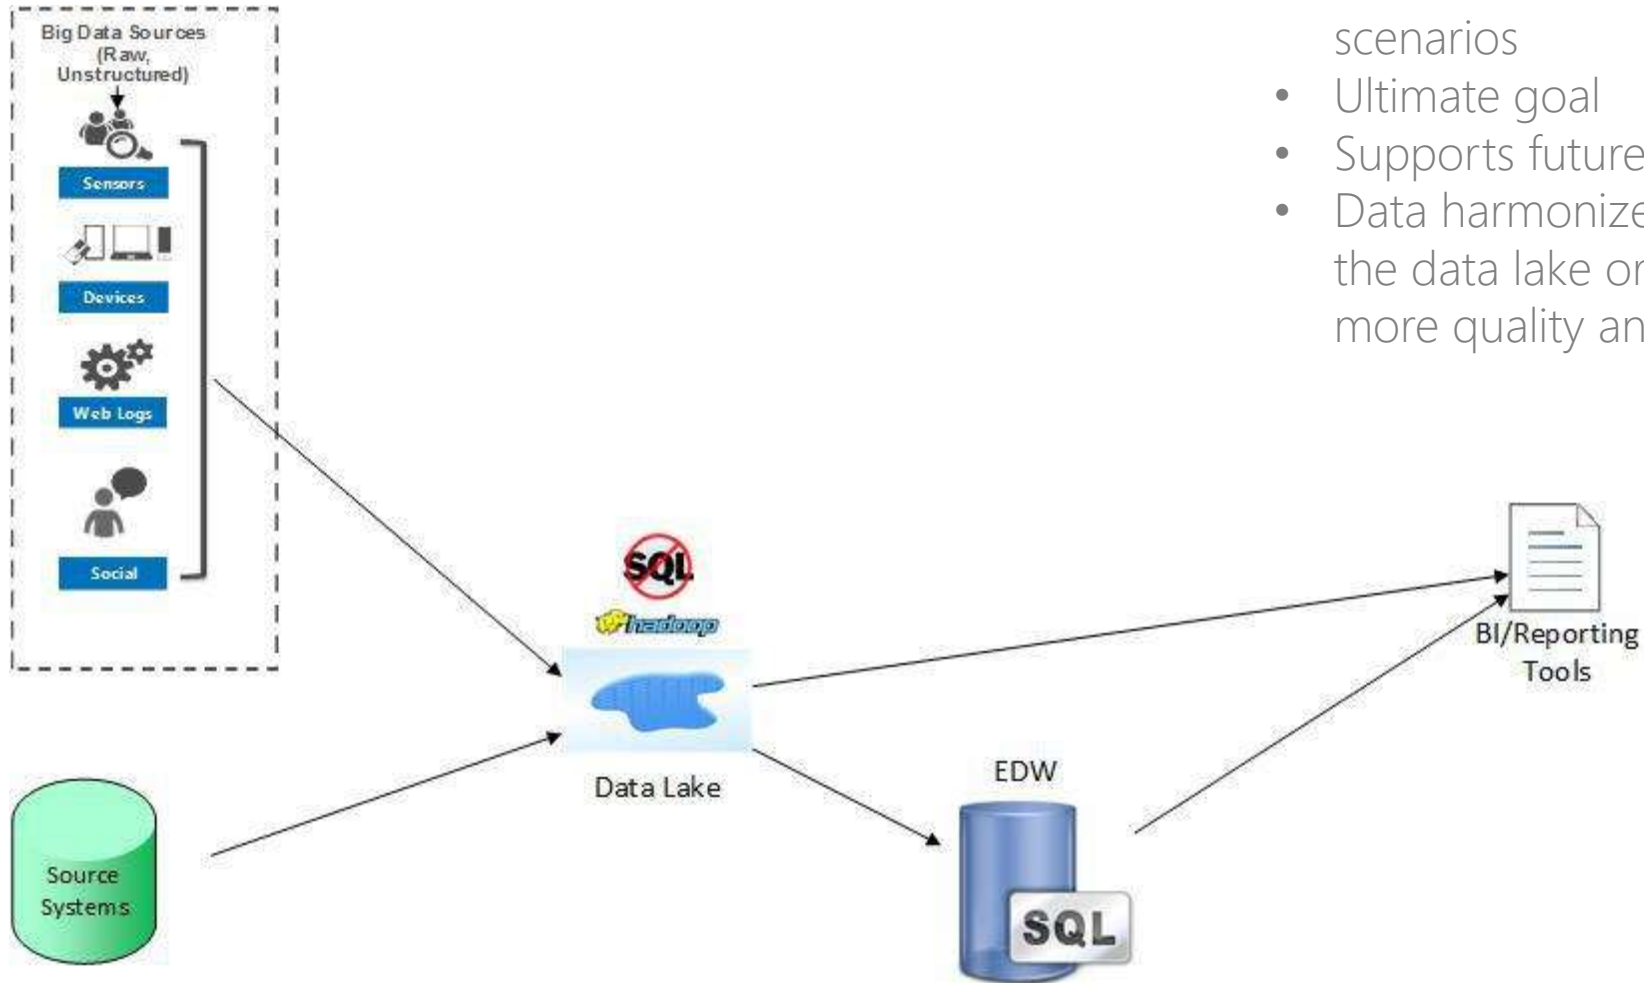 Big Data Sources
(Raw,
Unstructured)
Sensors
Devices
Web Logs
Social
Source
Systems
SQL
hadoop
Data Lake
EDW
SQL
BI/Reporting
Tools
scenarios
• Ultimate goal
• Supports future
• Data harmonize
the data lake or
more quality an